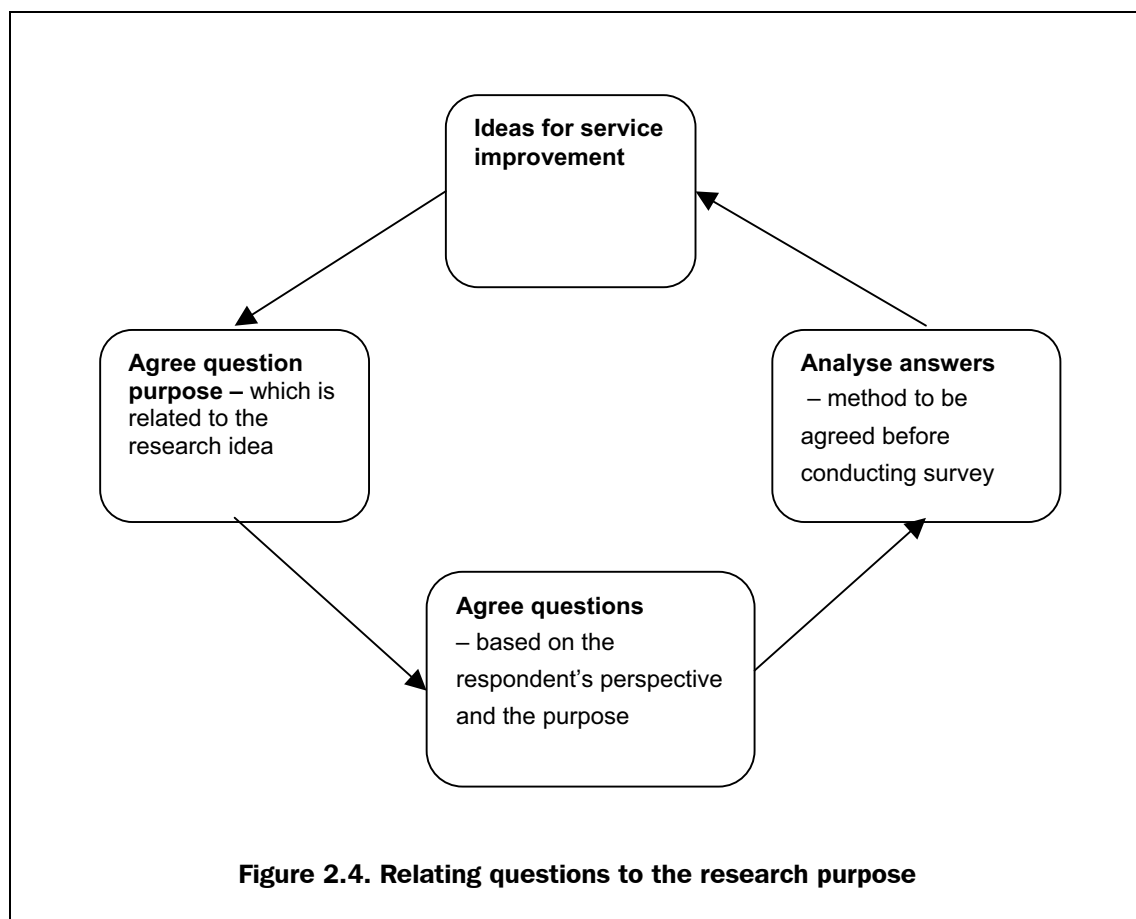 Ideas for service
improvement
Agree question
purpose – which is
related to the
research idea
Analyse answers
– method to be
agreed before
conducting survey
Agree questions
– based on the
respondent’s perspective
and the purpose
Figure 2.4. Relating questions to the research purpose